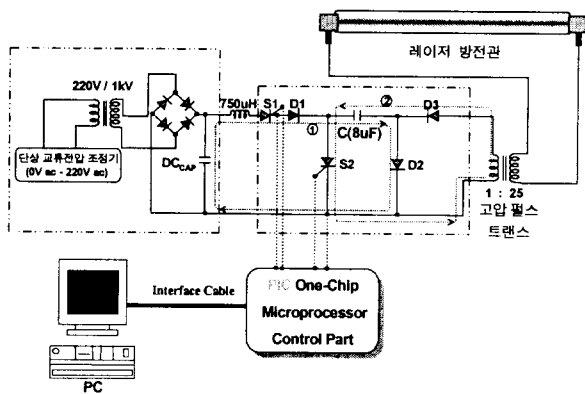 레이저 방전관
220V / 1kV
750uH
S1
D1
①
②
D3
C(8uF)
단상 교류전압 조정기
(0V ac - 220V ac)
DCCAP
S2
D2
1 : 25
고압 펄스
트랜스
Interface Cable
PIC One-Chip
Microprocessor
Control Part
PC